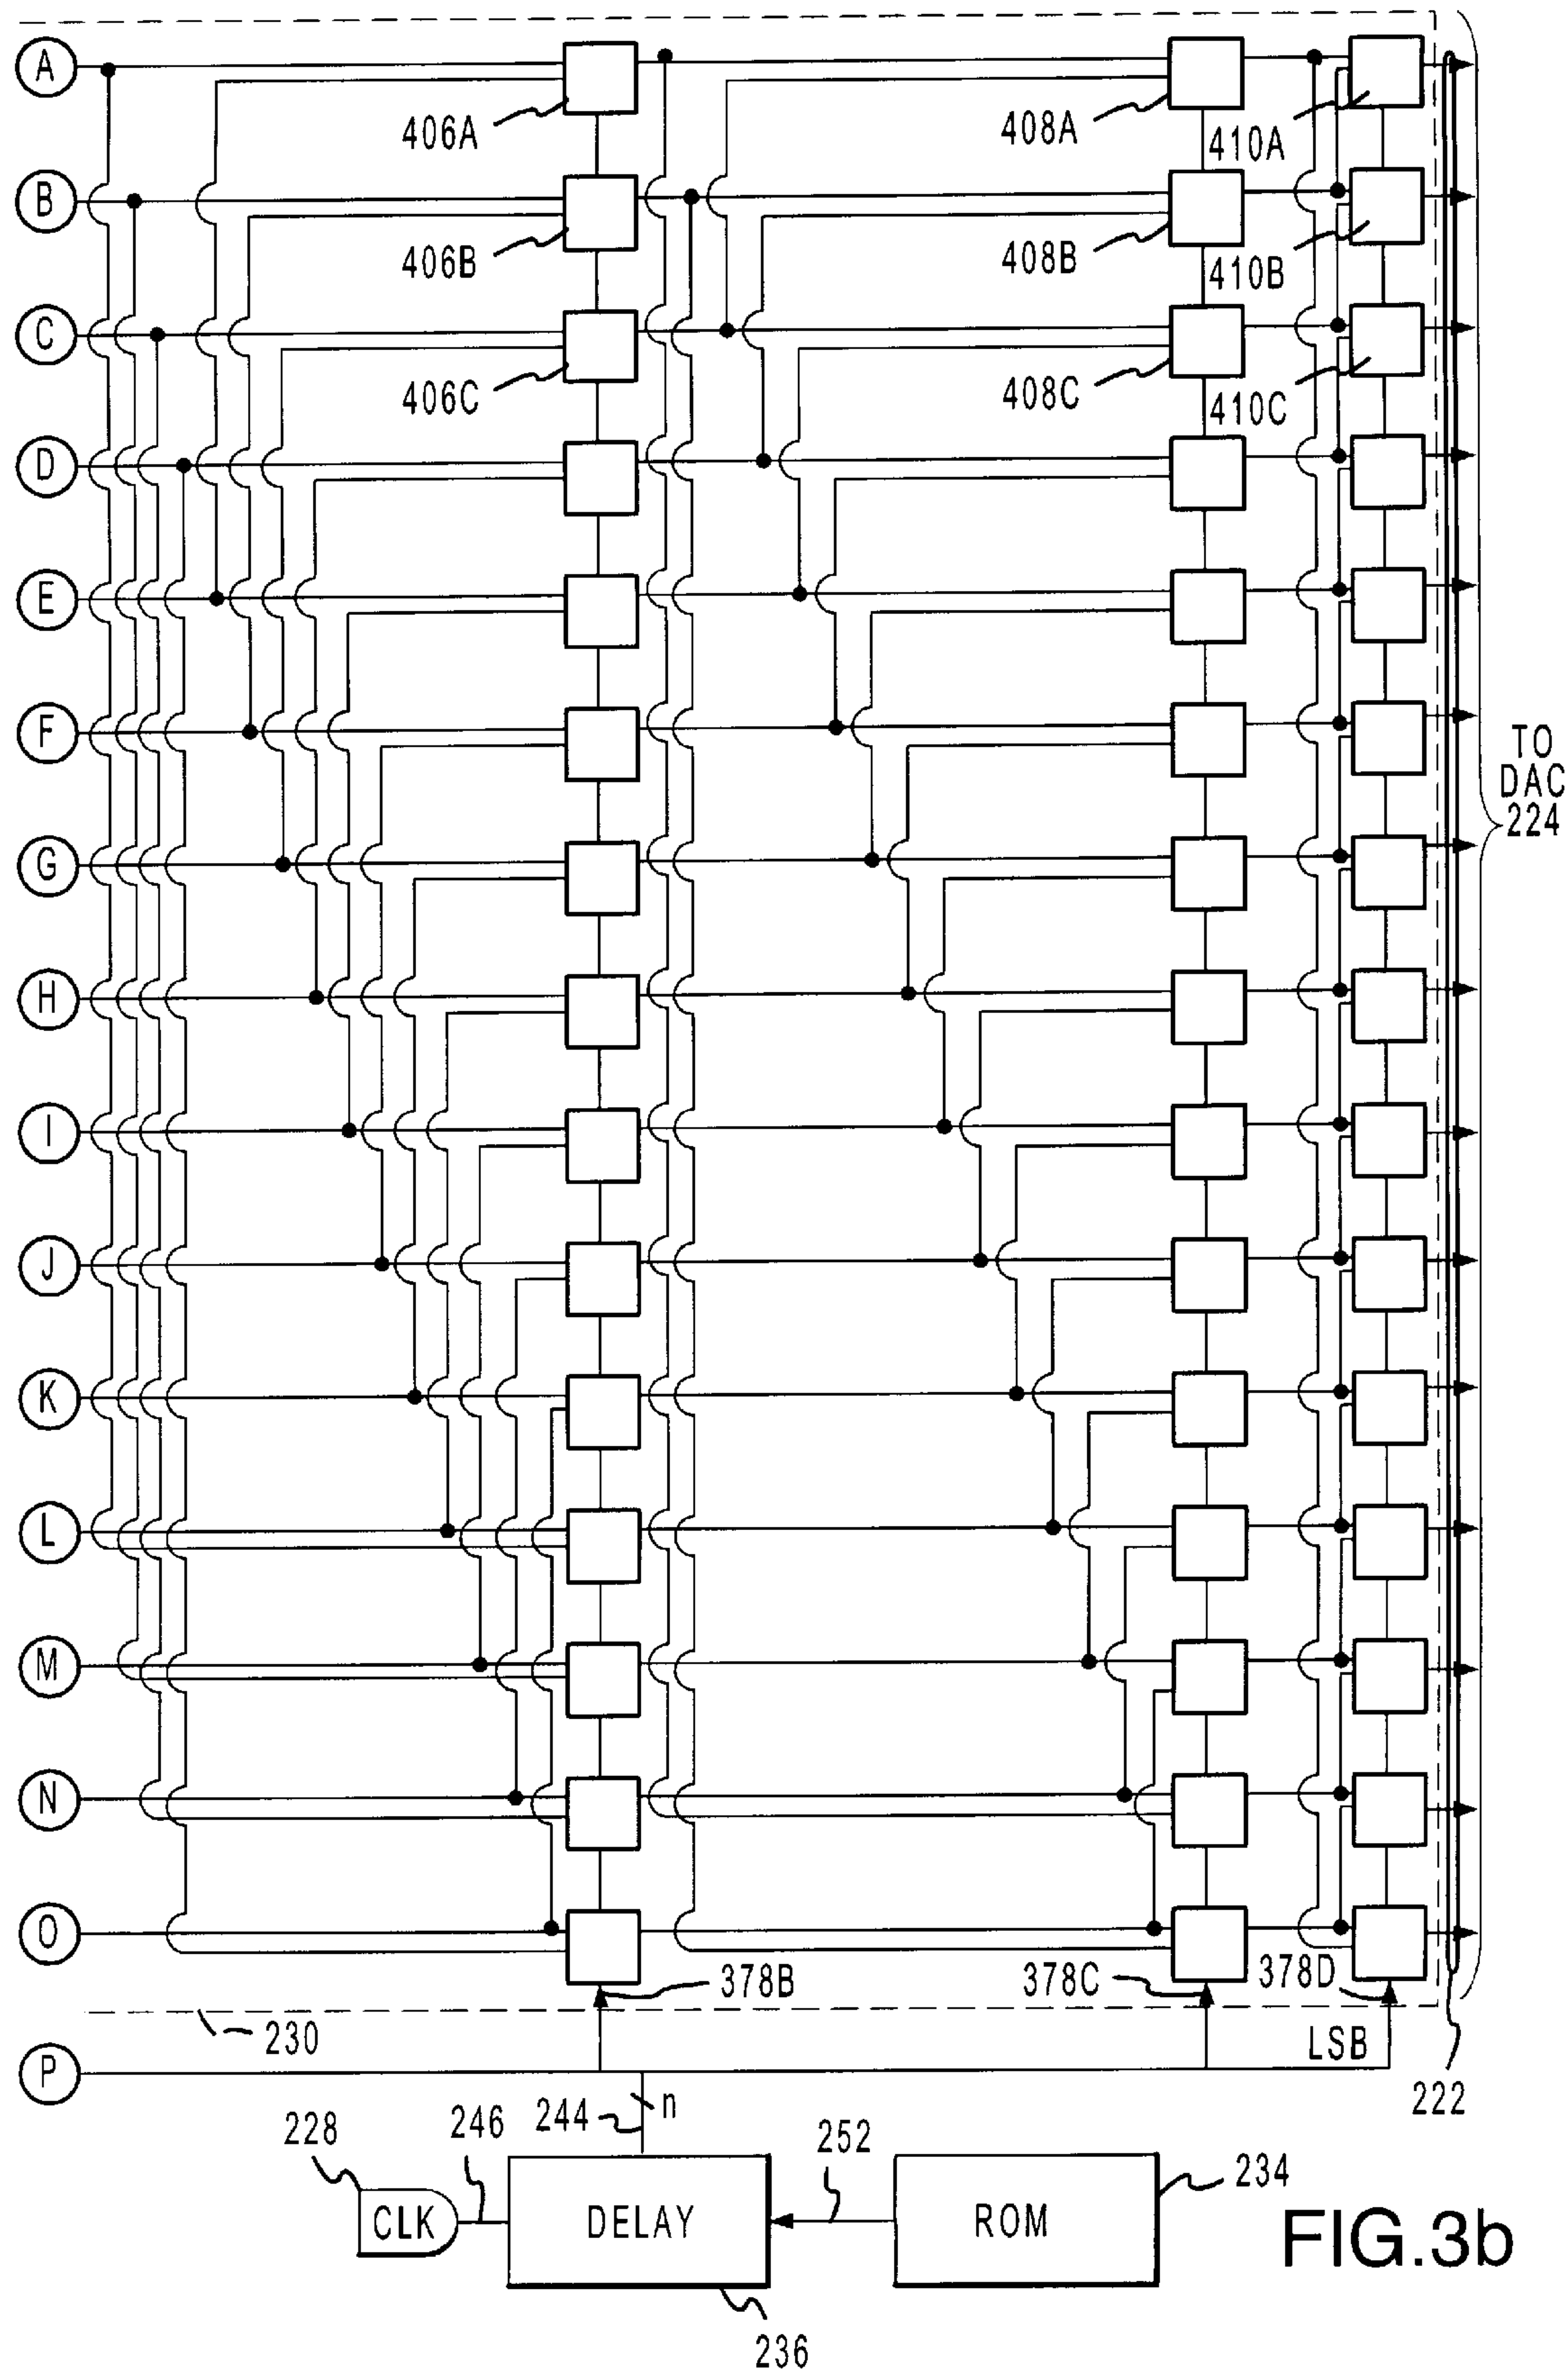 A
406A
408A
410A
B
406B
408B
410B
C
406C
408C
410C
D
E
F
TO
DAC
224
G
H
I
J
K
L
M
N
O
378B
378C
378D
230
LSB
P
222
244
n
228
246
252
234
CLK
DELAY
ROM
236
FIG.3b